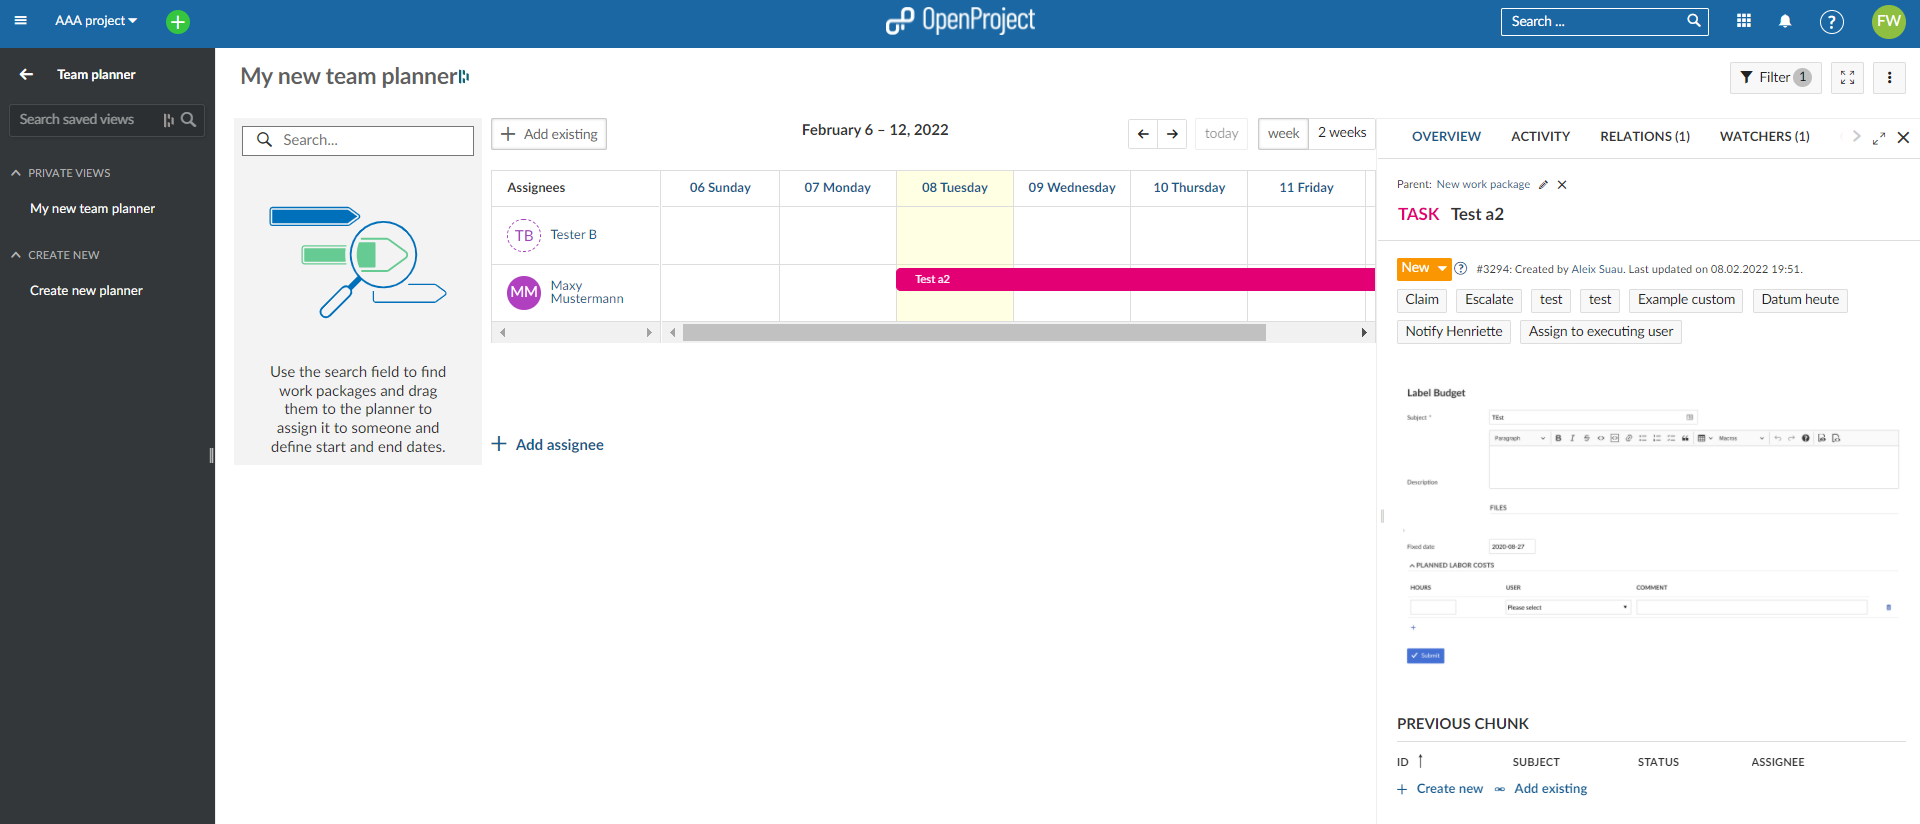 AAA project
OpenProject
Search ...
?
FW
Team planner
Search saved views
PRIVATE VIEWS
My new team planner
CREATE NEW
Create new planner
My new team planner
Filter 1
Search...
Use the search field to find
work packages and drag
them to the planner to
assign it to someone and
define start and end dates.
Add existing
February 6 – 12, 2022
today
week
2 weeks
Assignees
06 Sunday
07 Monday
08 Tuesday
09 Wednesday
10 Thursday
11 Friday
TB
Tester B
MM
Maxy
Mustermann
Test a2
Add assignee
OVERVIEW
ACTIVITY
RELATIONS (1)
WATCHERS (1)
Parent: New work package
TASK Test a2
New
? #3294: Created by Aleix Suau. Last updated on 08.02.2022 19:51.
Claim
Escalate
test
test
Example custom
Datum heute
Notify Henriette
Assign to executing user
Label Budget
Subject *
TEst
Paragraph
B I S
Macros
Description
FILES
Fixed date
2020-08-27
PLANNED LABOR COSTS
HOURS
USER
COMMENT
Please select
+
Submit
PREVIOUS CHUNK
ID
SUBJECT
STATUS
ASSIGNEE
Create new
Add existing